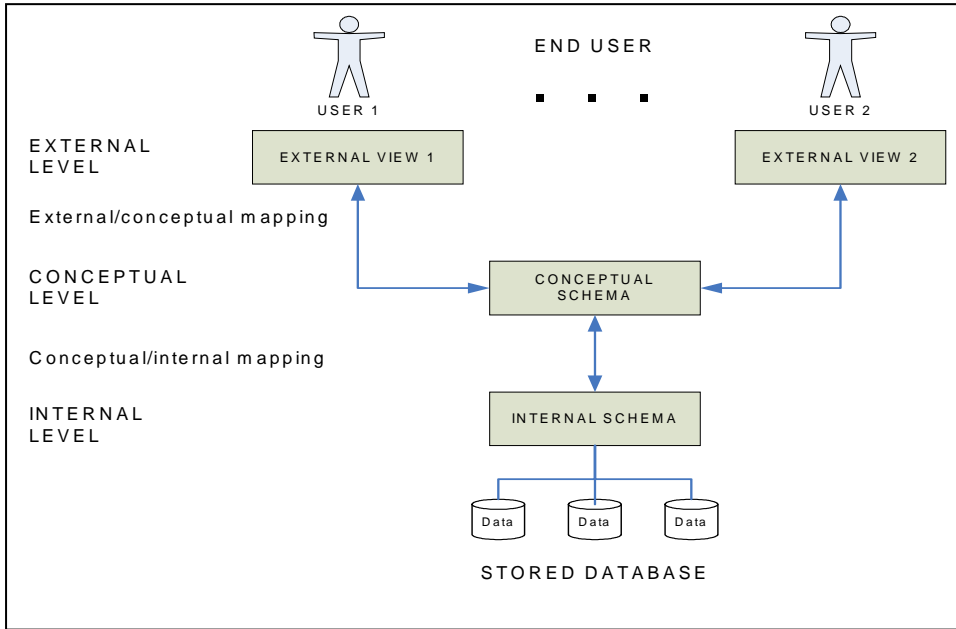 END USER
USER 1
USER 2
EXTERNAL
LEVEL
EXTERNAL VIEW 1
EXTERNAL VIEW 2
External/conceptual mapping
CONCEPTUAL
LEVEL
CONCEPTUAL
SCHEMA
Conceptual/internal mapping
INTERNAL
LEVEL
INTERNAL SCHEMA
Data
Data
Data
STORED DATABASE